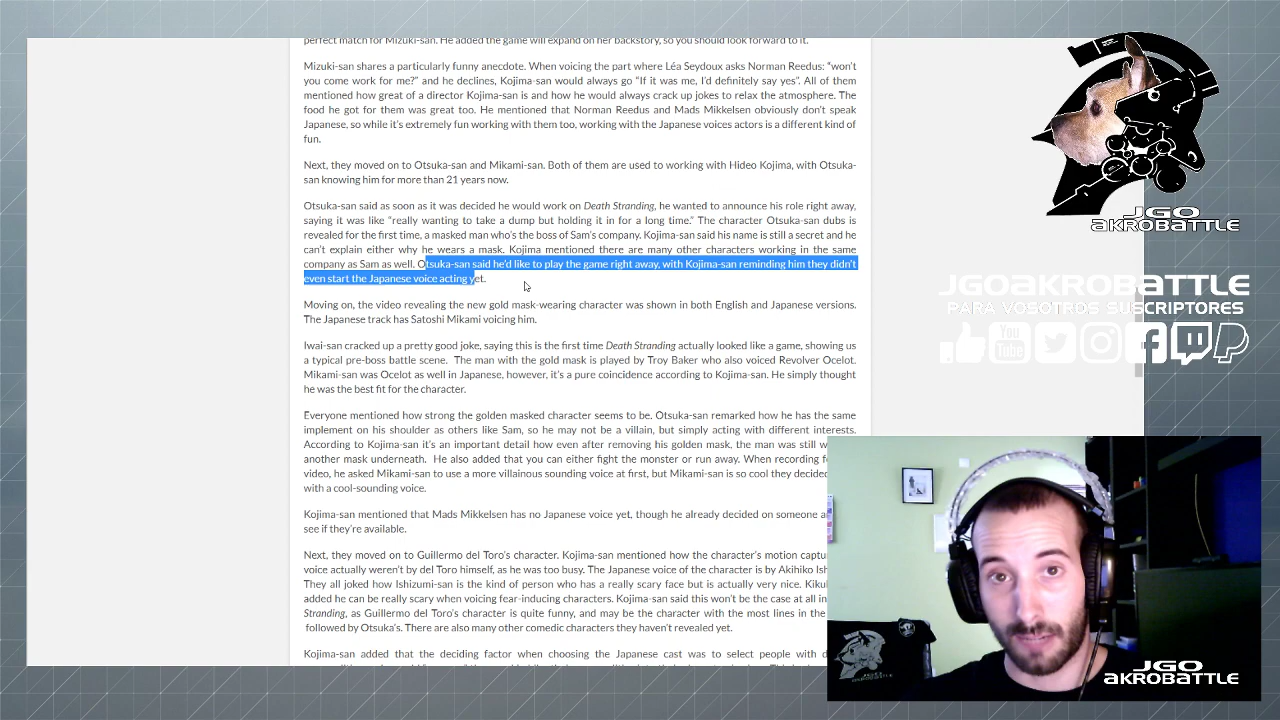 perfect match for Mizuki-san. He added the game will expand on her backstory, so you should look forward to it.
Mizuki-san shares a particularly funny anecdote. When voicing the part where Léa Seydoux asks Norman Reedus: “won’t
you come work for me?” and he declines, Kojima-san would always go “If it was me, I’d definitely say yes”. All of them
mentioned how great of a director Kojima-san is and how he would always crack up jokes to relax the atmosphere. The
food he got for them was great too. He mentioned that Norman Reedus and Mads Mikkelsen obviously don’t speak
Japanese, so while it’s extremely fun working with them too, working with the Japanese voices actors is a different kind of
fun.
Next, they moved on to Otsuka-san and Mikami-san. Both of them are used to working with Hideo Kojima, with Otsuka-
san knowing him for more than 21 years now.
Otsuka-san said as soon as it was decided he would work on Death Stranding, he wanted to announce his role right away,
saying it was like “really wanting to take a dump but holding it in for a long time.” The character Otsuka-san dubs is
revealed for the first time, a masked man who’s the boss of Sam’s company. Kojima-san said his name is still a secret and he
can’t explain either why he wears a mask. Kojima mentioned there are many other characters working in the same
company as Sam as well. Otsuka-san said he’d like to play the game right away, with Kojima-san reminding him they didn’t
even start the Japanese voice acting yet.
Moving on, the video revealing the new gold mask-wearing character was shown in both English and Japanese versions.
The Japanese track has Satoshi Mikami voicing him.
Iwai-san cracked up a pretty good joke, saying this is the first time Death Stranding actually looked like a game, showing us
a typical pre-boss battle scene. The man with the gold mask is played by Troy Baker who also voiced Revolver Ocelot.
Mikami-san was Ocelot as well in Japanese, however, it’s a pure coincidence according to Kojima-san. He simply thought
he was the best fit for the character.
Everyone mentioned how strong the golden masked character seems to be. Otsuka-san remarked how he has the same
implement on his shoulder as others like Sam, so he may not be a villain, but simply acting with different interests.
According to Kojima-san it’s an important detail how even after removing his golden mask, the man was still
another mask underneath. He also added that you can either fight the monster or run away. When recording
video, he asked Mikami-san to use a more villainous sounding voice at first, but Mikami-san is so cool they decided
with a cool-sounding voice.
Kojima-san mentioned that Mads Mikkelsen has no Japanese voice yet, though he already decided on someone
see if they’re available.
Next, they moved on to Guillermo del Toro’s character. Kojima-san mentioned how the character’s motion
voice actually weren’t by del Toro himself, as he was too busy. The Japanese voice of the character is by Akihiko
They all joked how Ishizumi-san is the kind of person who has a really scary face but is actually very nice.
added he can be really scary when voicing fear-inducing characters. Kojima-san said this won’t be the case at all in
Stranding, as Guillermo del Toro’s character is quite funny, and may be the character with the most lines in the
followed by Otsuka’s. There are also many other comedic characters they haven’t revealed yet.
Kojima-san added that the deciding factor when choosing the Japanese cast was to select people with
JGO
AKROBATTLE
JGOAKROBATTLE
PARA VOSOTROS SUSCRIPTORES
You
Tube
JGO
AKROBATTLE